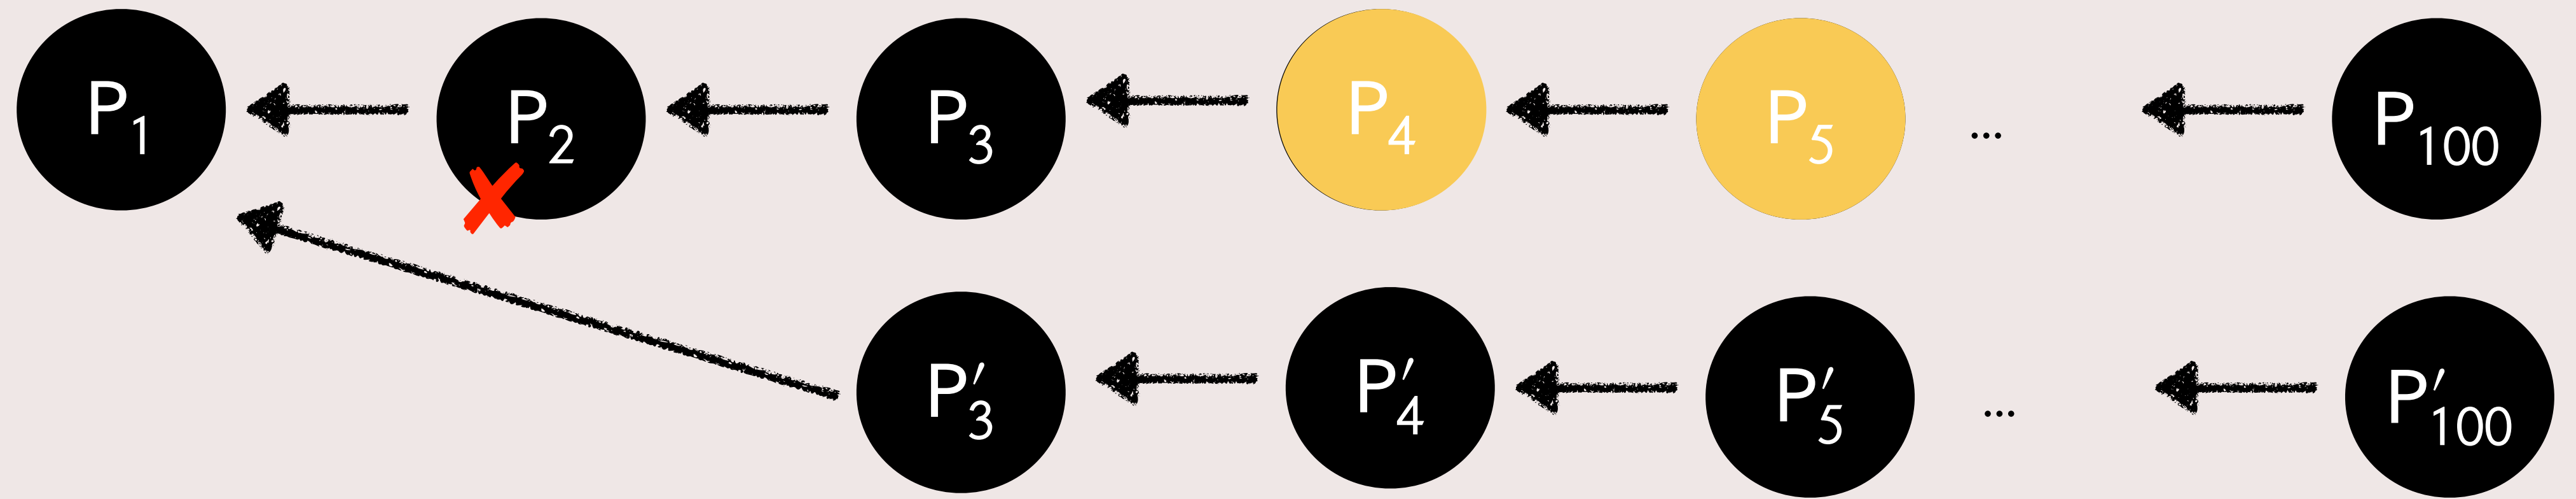 P₁ P₂ P₃ P₄ P₅ ... P₁₀₀
P′₃ P′₄ P′₅ ... P′₁₀₀